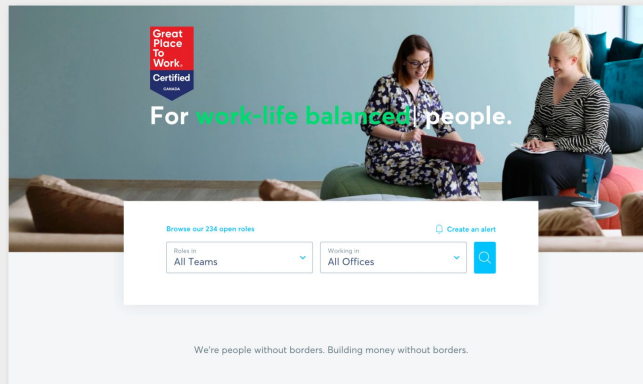 Great
Place
To
Work®
Certified
CANADA
For work-life balanced| people.
Browse our 234 open roles
Create an alert
Roles in
All Teams
Working in
All Offices
We're people without borders. Building money without borders.